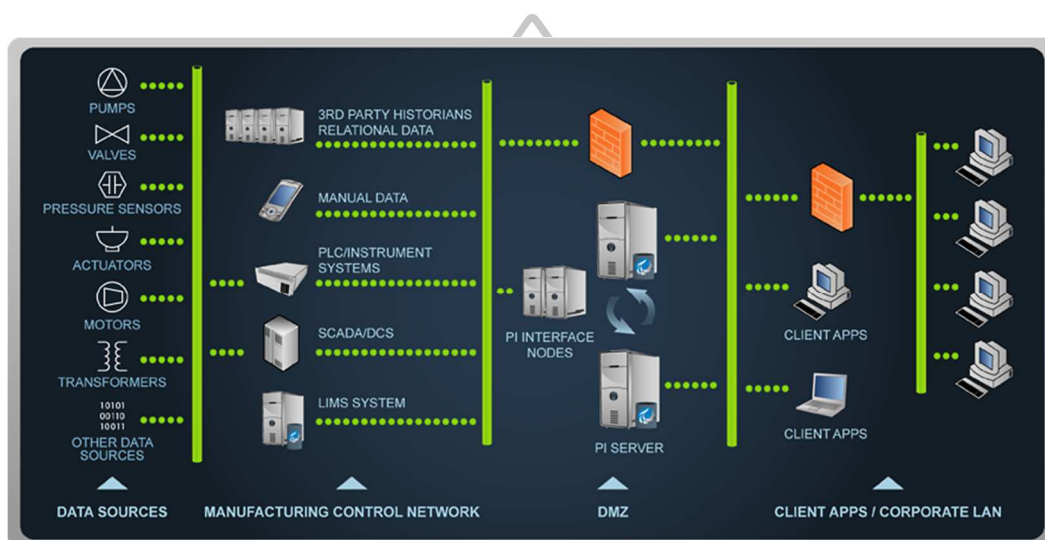 PUMPS
VALVES
PRESSURE SENSORS
ACTUATORS
MOTORS
TRANSFORMERS
10101
00110
10011
OTHER DATA
SOURCES
DATA SOURCES
3RD PARTY HISTORIANS
RELATIONAL DATA
MANUAL DATA
PLC/INSTRUMENT
SYSTEMS
SCADA/DCS
LIMS SYSTEM
MANUFACTURING CONTROL NETWORK
PI INTERFACE
NODES
PI SERVER
DMZ
CLIENT APPS
CLIENT APPS
CLIENT APPS / CORPORATE LAN